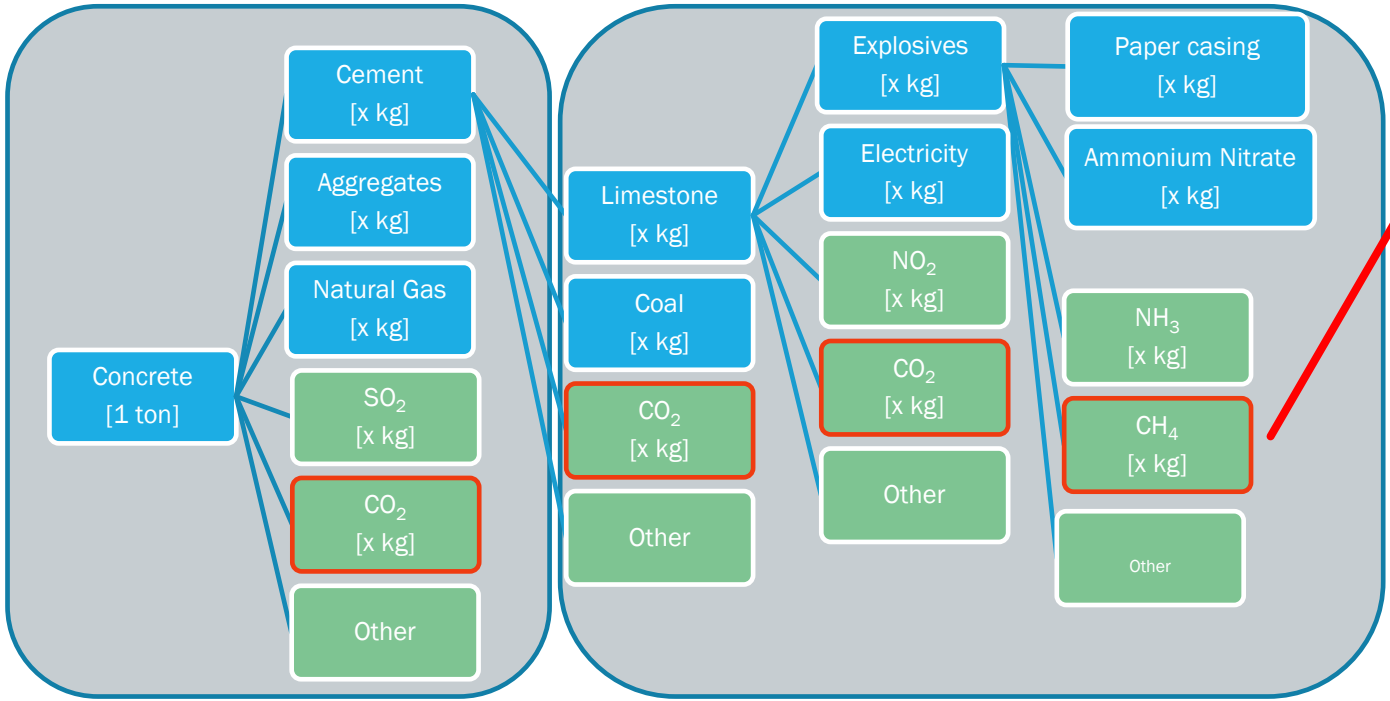 Concrete
[1 ton]
Cement
[x kg]
Aggregates
[x kg]
Natural Gas
[x kg]
SO₂
[x kg]
CO₂
[x kg]
Other
Limestone
[x kg]
Coal
[x kg]
CO₂
[x kg]
Other
Explosives
[x kg]
Electricity
[x kg]
NO₂
[x kg]
CO₂
[x kg]
Other
Paper casing
[x kg]
Ammonium Nitrate
[x kg]
NH₃
[x kg]
CH₄
[x kg]
Other